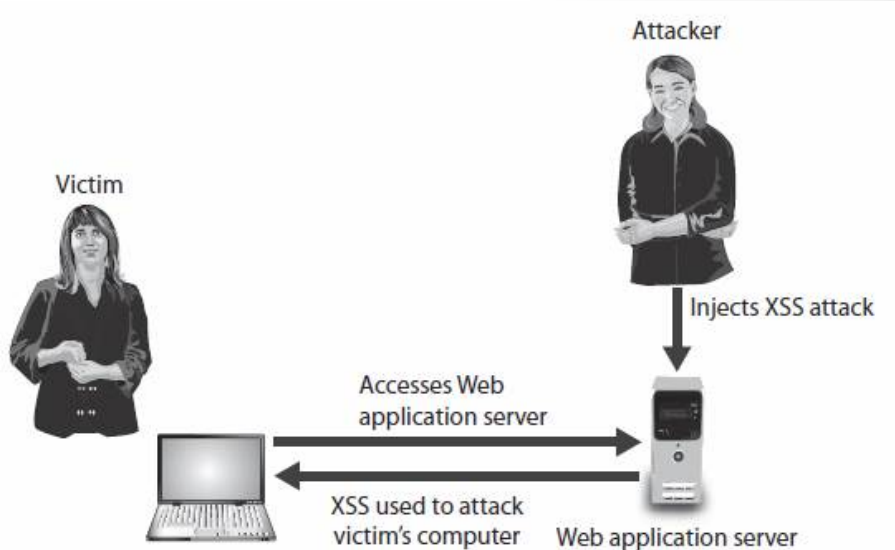 Attacker
Victim
Injects XSS attack
Accesses Web
application server
XSS used to attack
victim's computer
Web application server